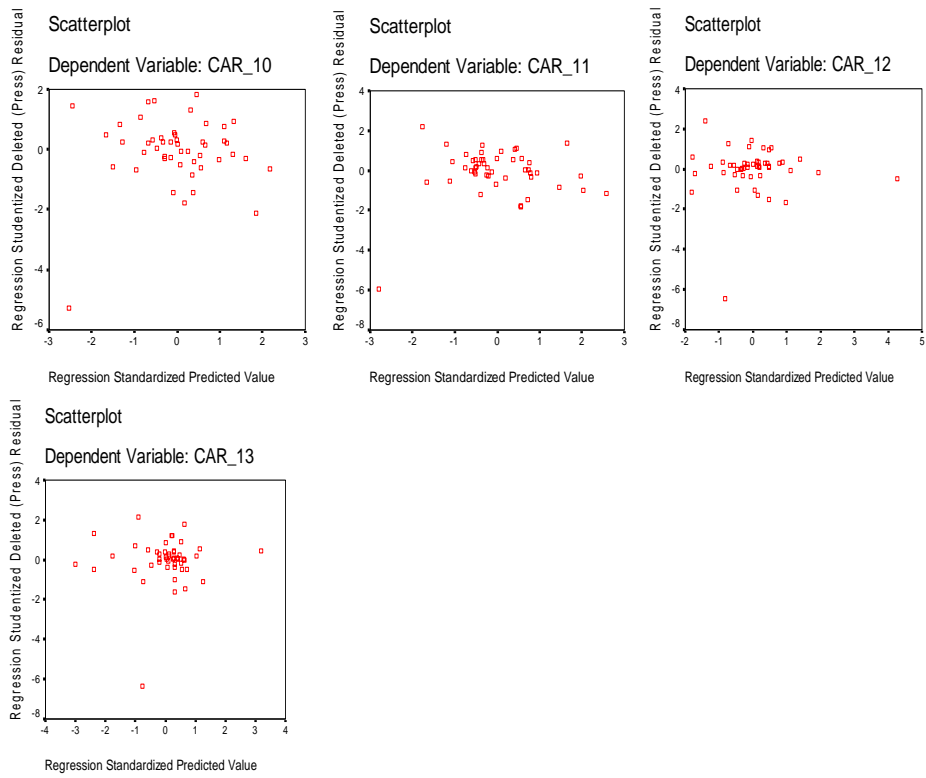 Scatterplot
Dependent Variable: CAR_10
Regression Studentized Deleted (Press) Residual
2
0
-2
-4
-6
-3 -2 -1 0 1 2 3
Regression Standardized Predicted Value
Scatterplot
Dependent Variable: CAR_11
Regression Studentized Deleted (Press) Residual
4
2
0
-2
-4
-6
-8
-3 -2 -1 0 1 2 3
Regression Standardized Predicted Value
Scatterplot
Dependent Variable: CAR_12
Regression Studentized Deleted (Press) Residual
4
2
0
-2
-4
-6
-8
-2 -1 0 1 2 3 4 5
Regression Standardized Predicted Value
Scatterplot
Dependent Variable: CAR_13
Regression Studentized Deleted (Press) Residual
4
2
0
-2
-4
-6
-8
-4 -3 -2 -1 0 1 2 3 4
Regression Standardized Predicted Value